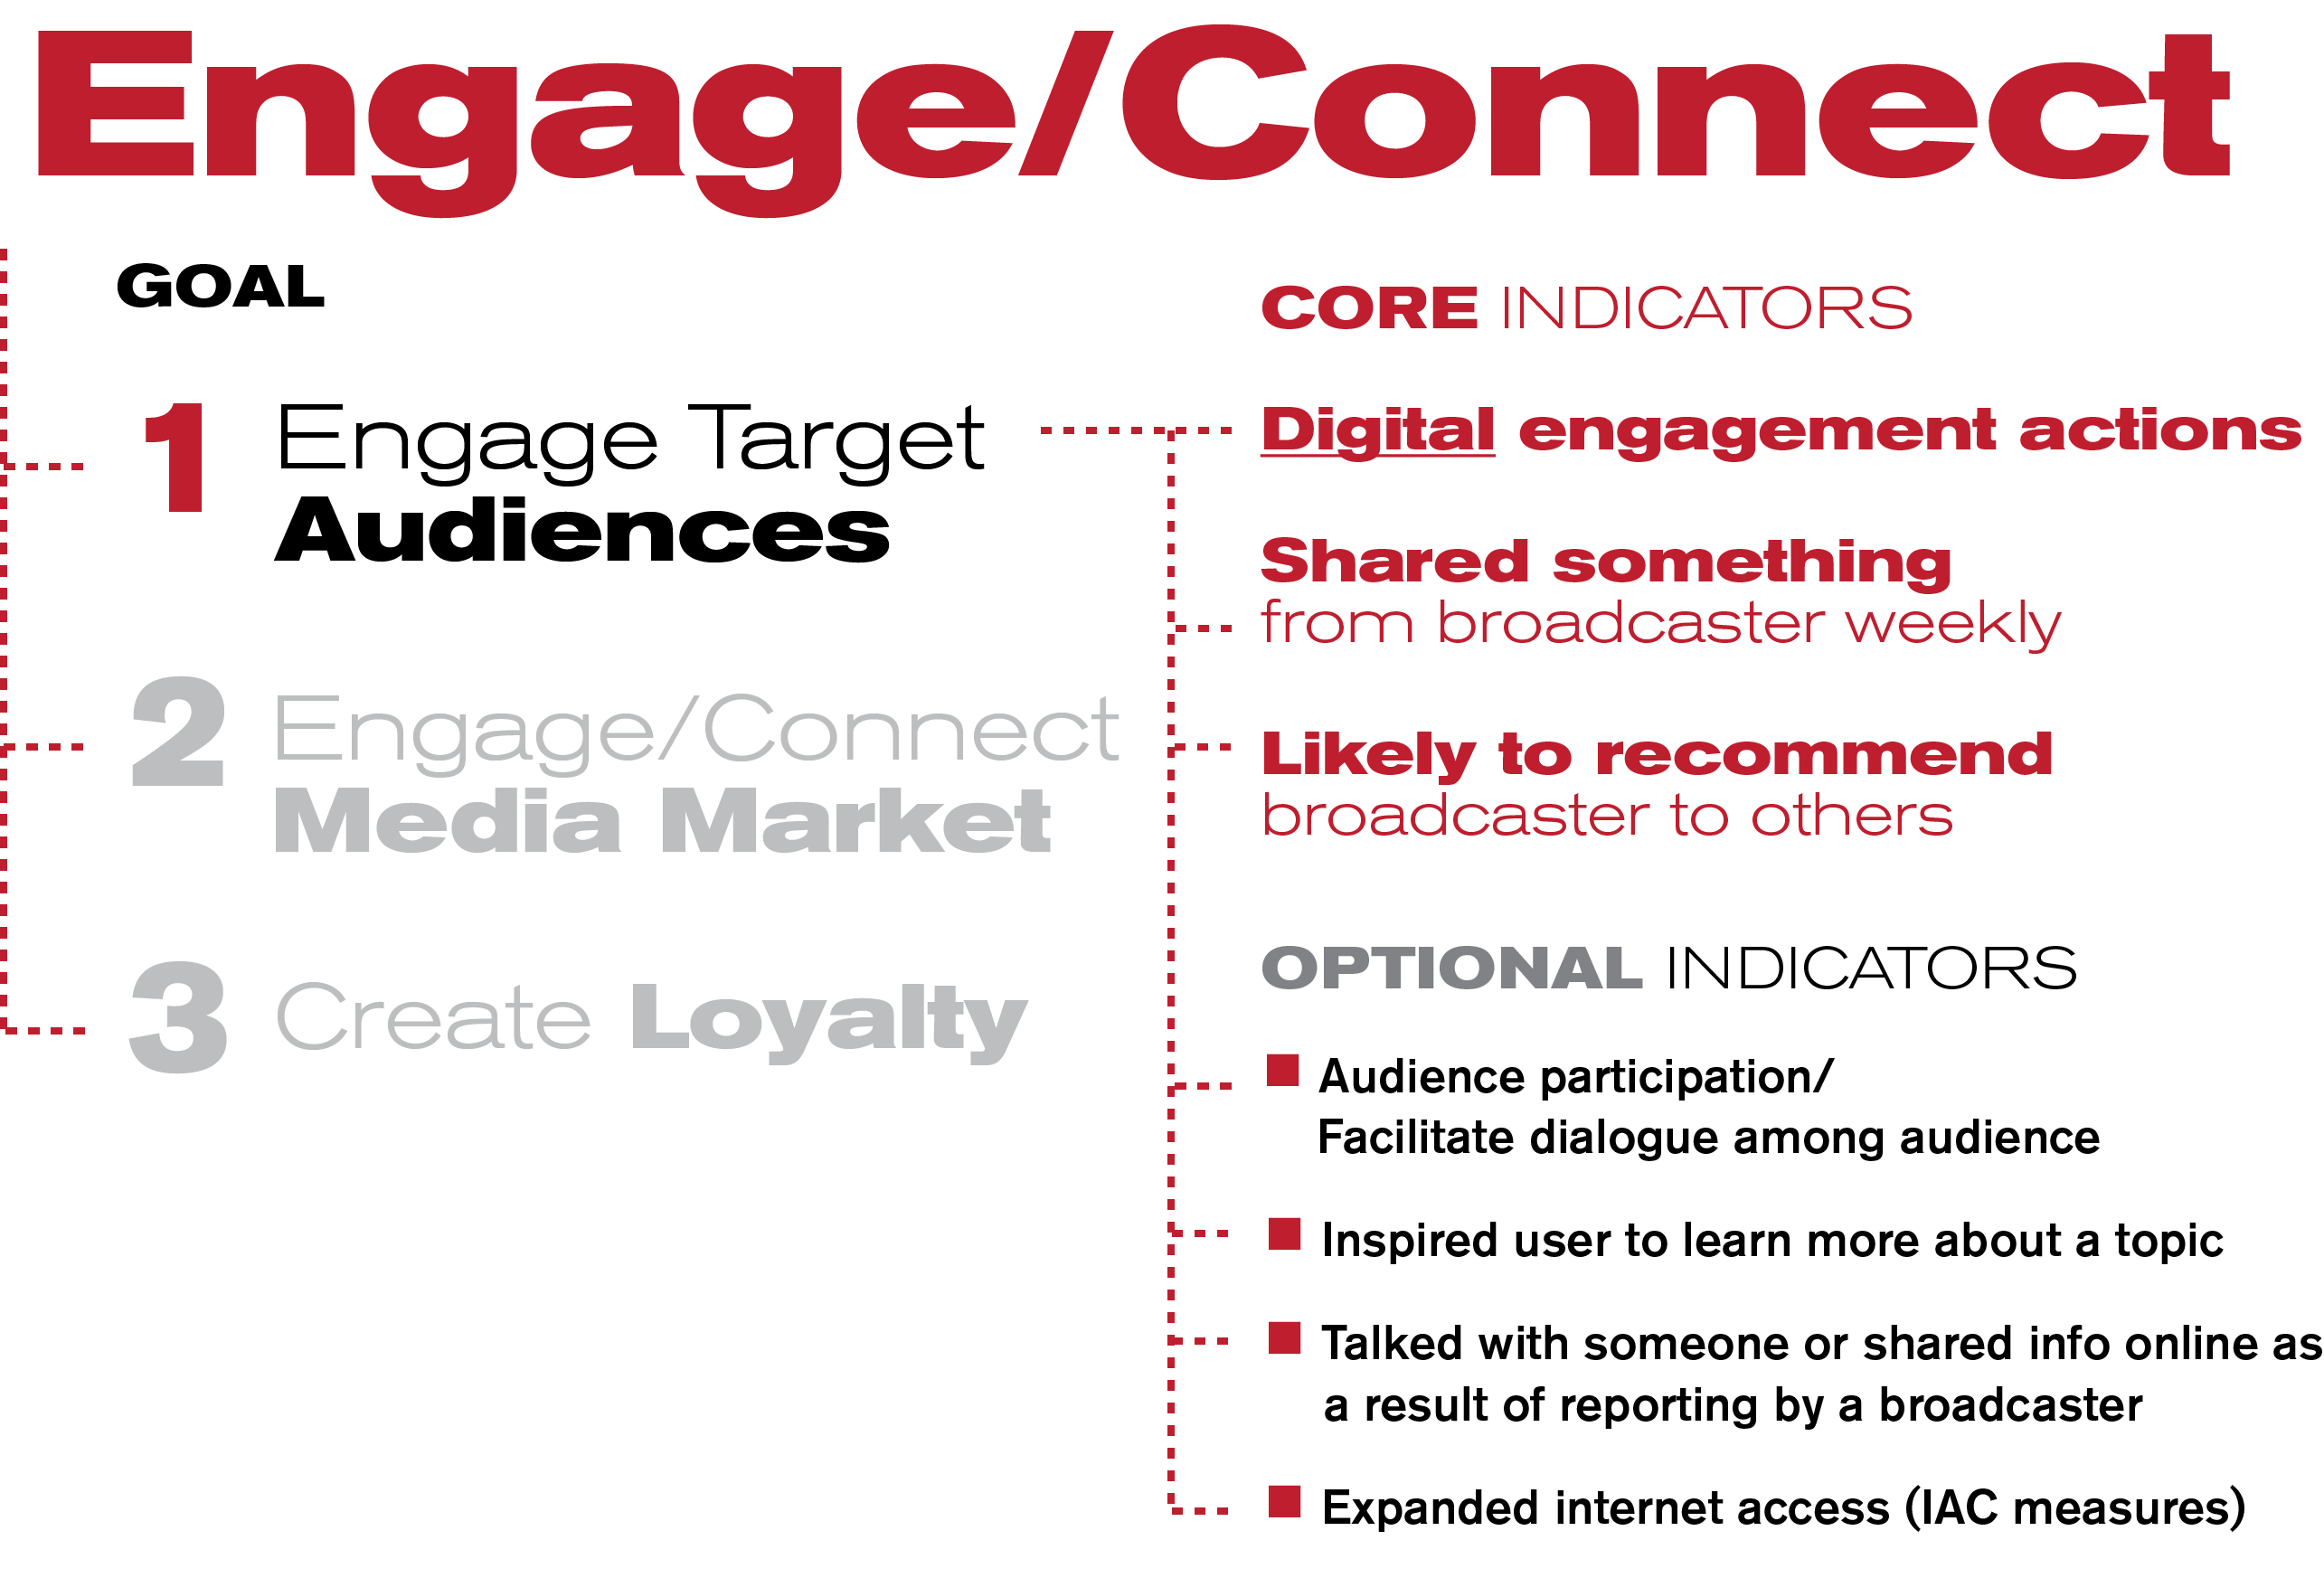 Engage/Connect
GOAL
1 Engage Target
Audiences
2 Engage/Connect
Media Market
3 Create Loyalty
CORE INDICATORS
Digital engagement actions
Shared something
from broadcaster weekly
Likely to recommend
broadcaster to others
OPTIONAL INDICATORS
Audience participation/
Facilitate dialogue among audience
Inspired user to learn more about a topic
Talked with someone or shared info online as
a result of reporting by a broadcaster
Expanded internet access (IAC measures)